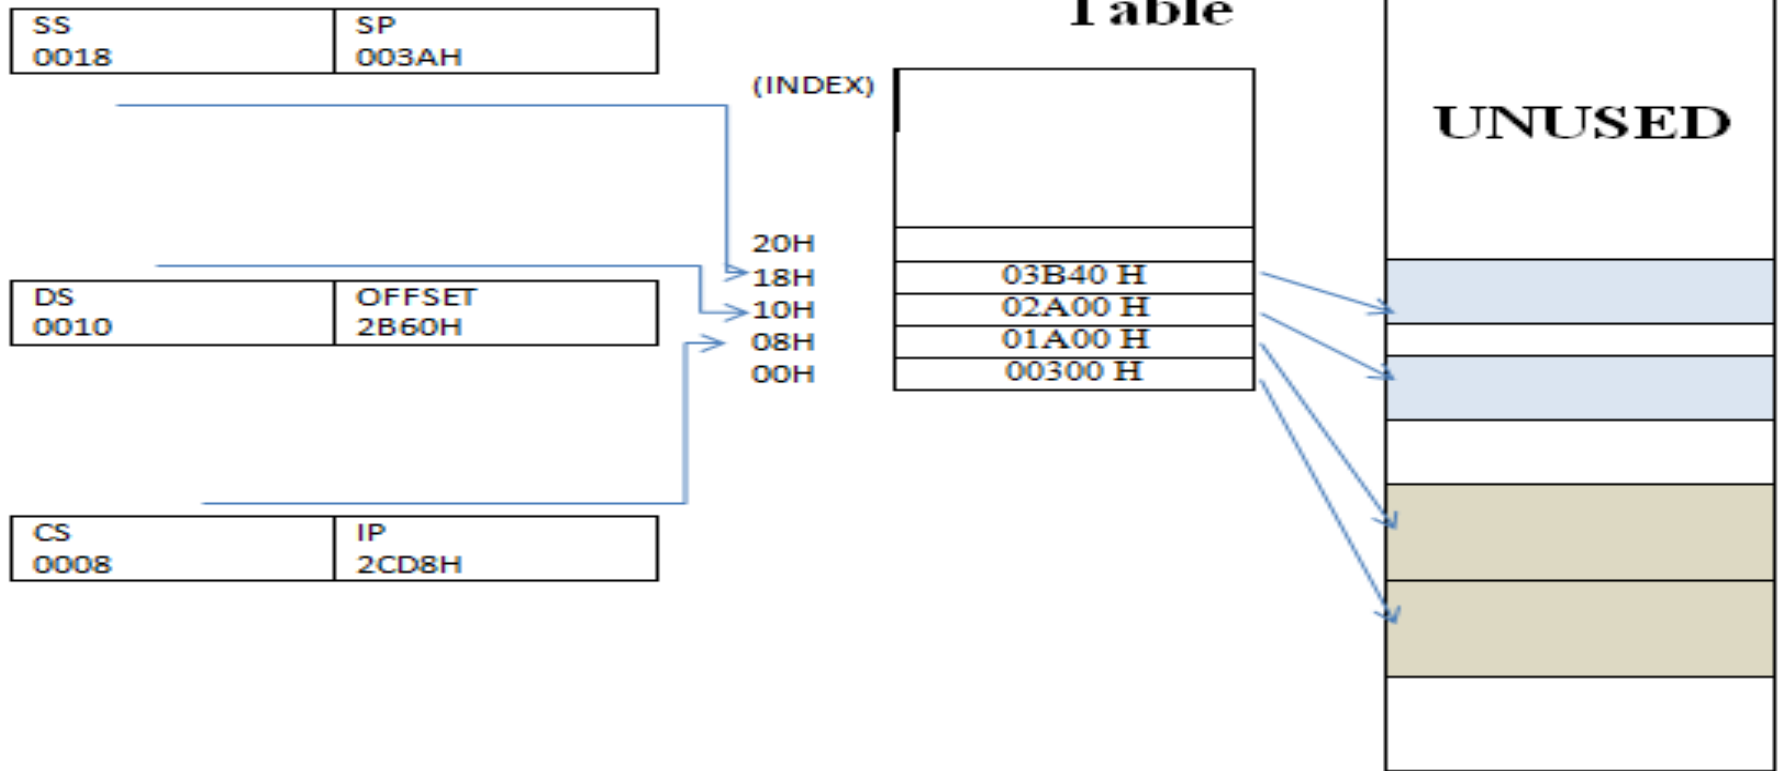 Table
SS SP
0018 003AH
(INDEX)
UNUSED
20H
18H 03B40 H
DS OFFSET
0010 2B60H
10H 02A00 H
08H 01A00 H
00H 00300 H
CS IP
0008 2CD8H